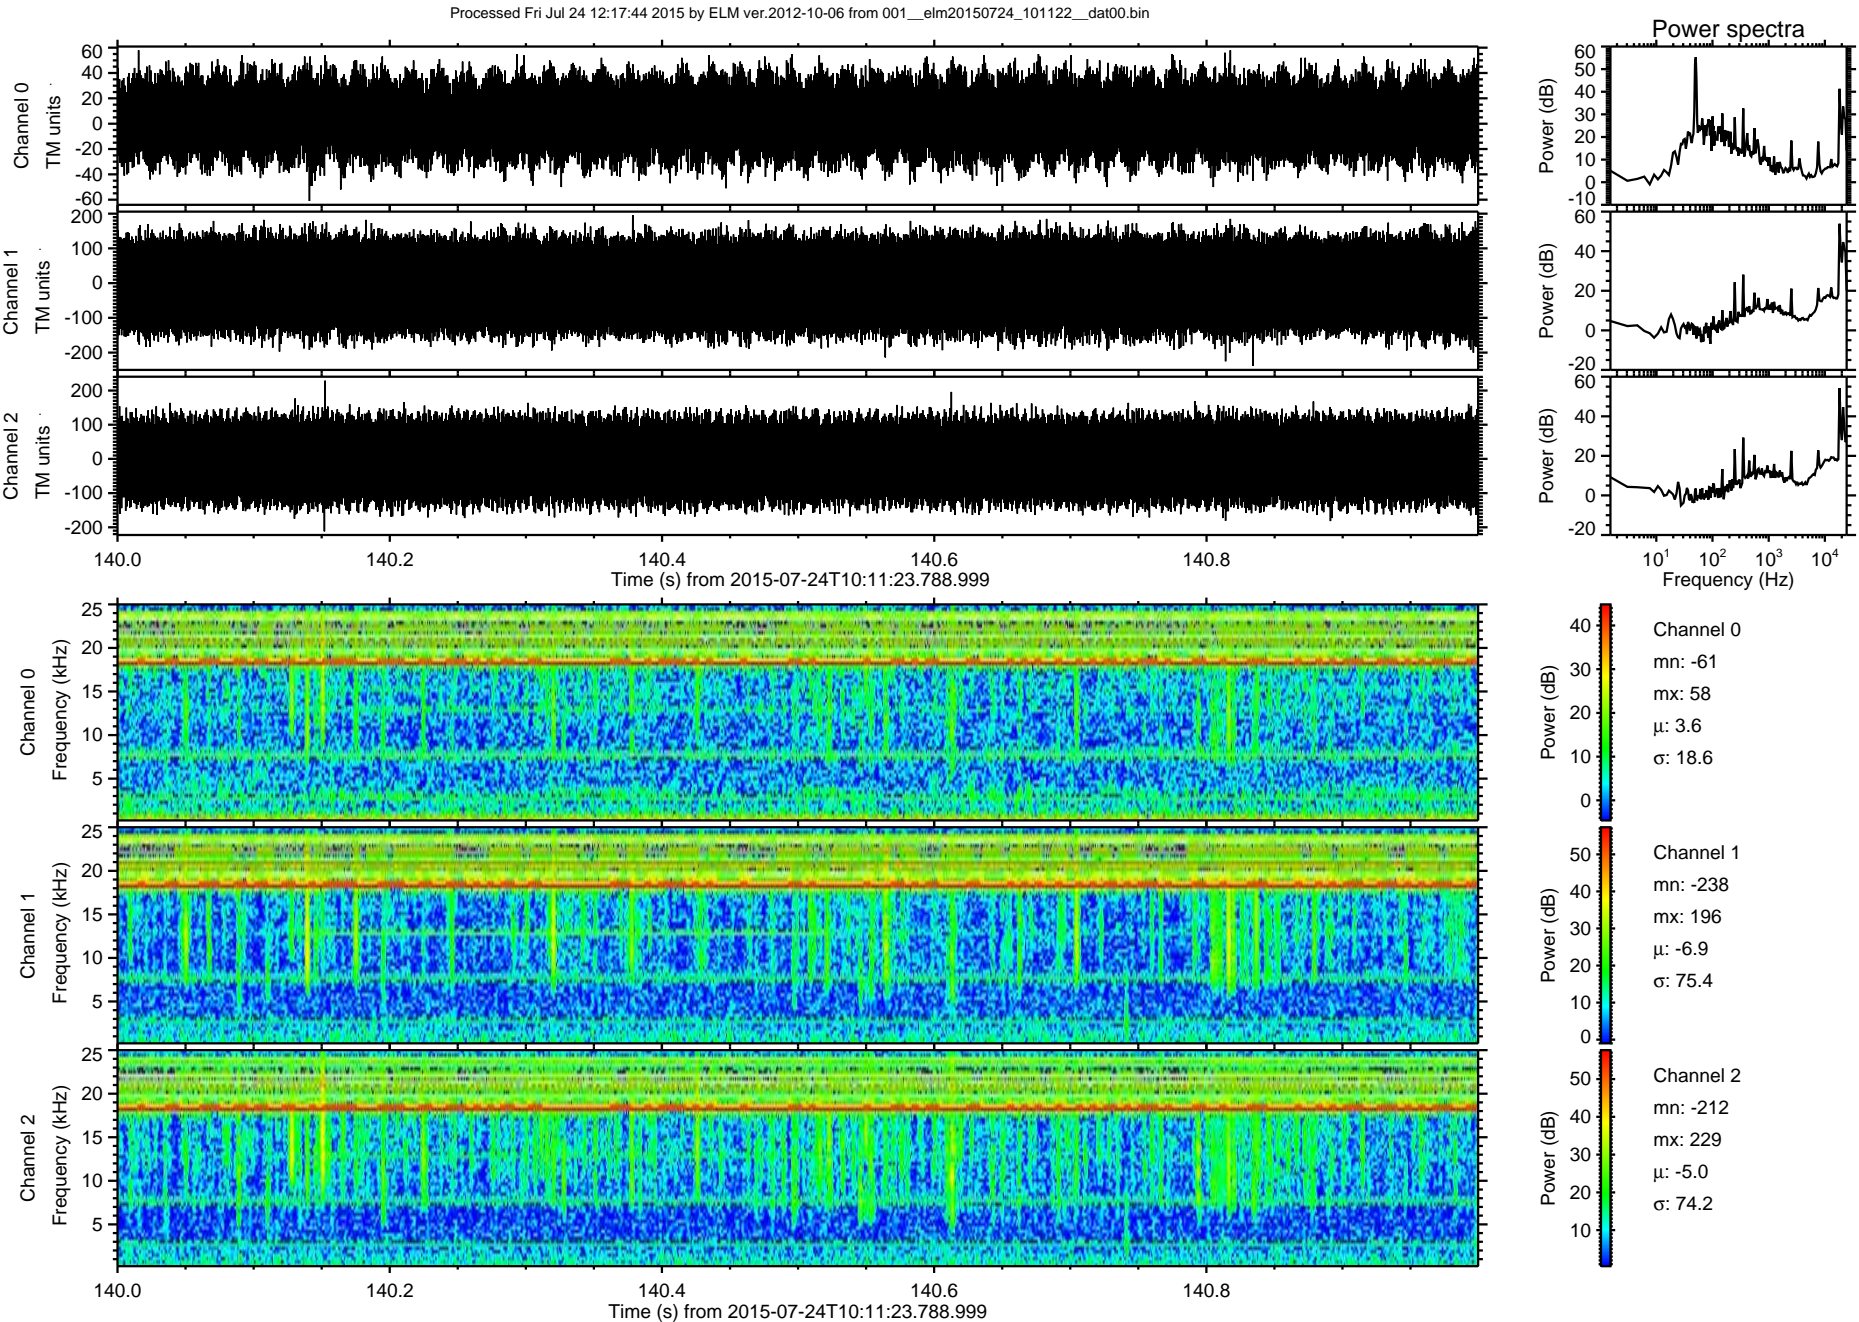 Processed Fri Jul 24 12:17:44 2015 by ELM ver.2012-10-06 from 001__elm20150724_101122__dat00.bin
Power spectra
Channel 0
TM units
60
40
20
0
-20
-40
-60
Power (dB)
60
50
40
30
20
10
0
-10
Channel 1
TM units
200
100
0
-100
-200
Power (dB)
60
40
20
0
-20
Channel 2
TM units
200
100
0
-100
-200
Power (dB)
60
40
20
0
-20
140.0 140.2 140.4 140.6 140.8
Time (s) from 2015-07-24T10:11:23.788.999
10^1 10^2 10^3 10^4
Frequency (Hz)
Channel 0
Frequency (kHz)
25
20
15
10
5
Power (dB)
40
30
20
10
0
Channel 0
mn: -61
mx: 58
μ: 3.6
σ: 18.6
Channel 1
Frequency (kHz)
25
20
15
10
5
Power (dB)
50
40
30
20
10
0
Channel 1
mn: -238
mx: 196
μ: -6.9
σ: 75.4
Channel 2
Frequency (kHz)
25
20
15
10
5
Power (dB)
50
40
30
20
10
Channel 2
mn: -212
mx: 229
μ: -5.0
σ: 74.2
140.0 140.2 140.4 140.6 140.8
Time (s) from 2015-07-24T10:11:23.788.999